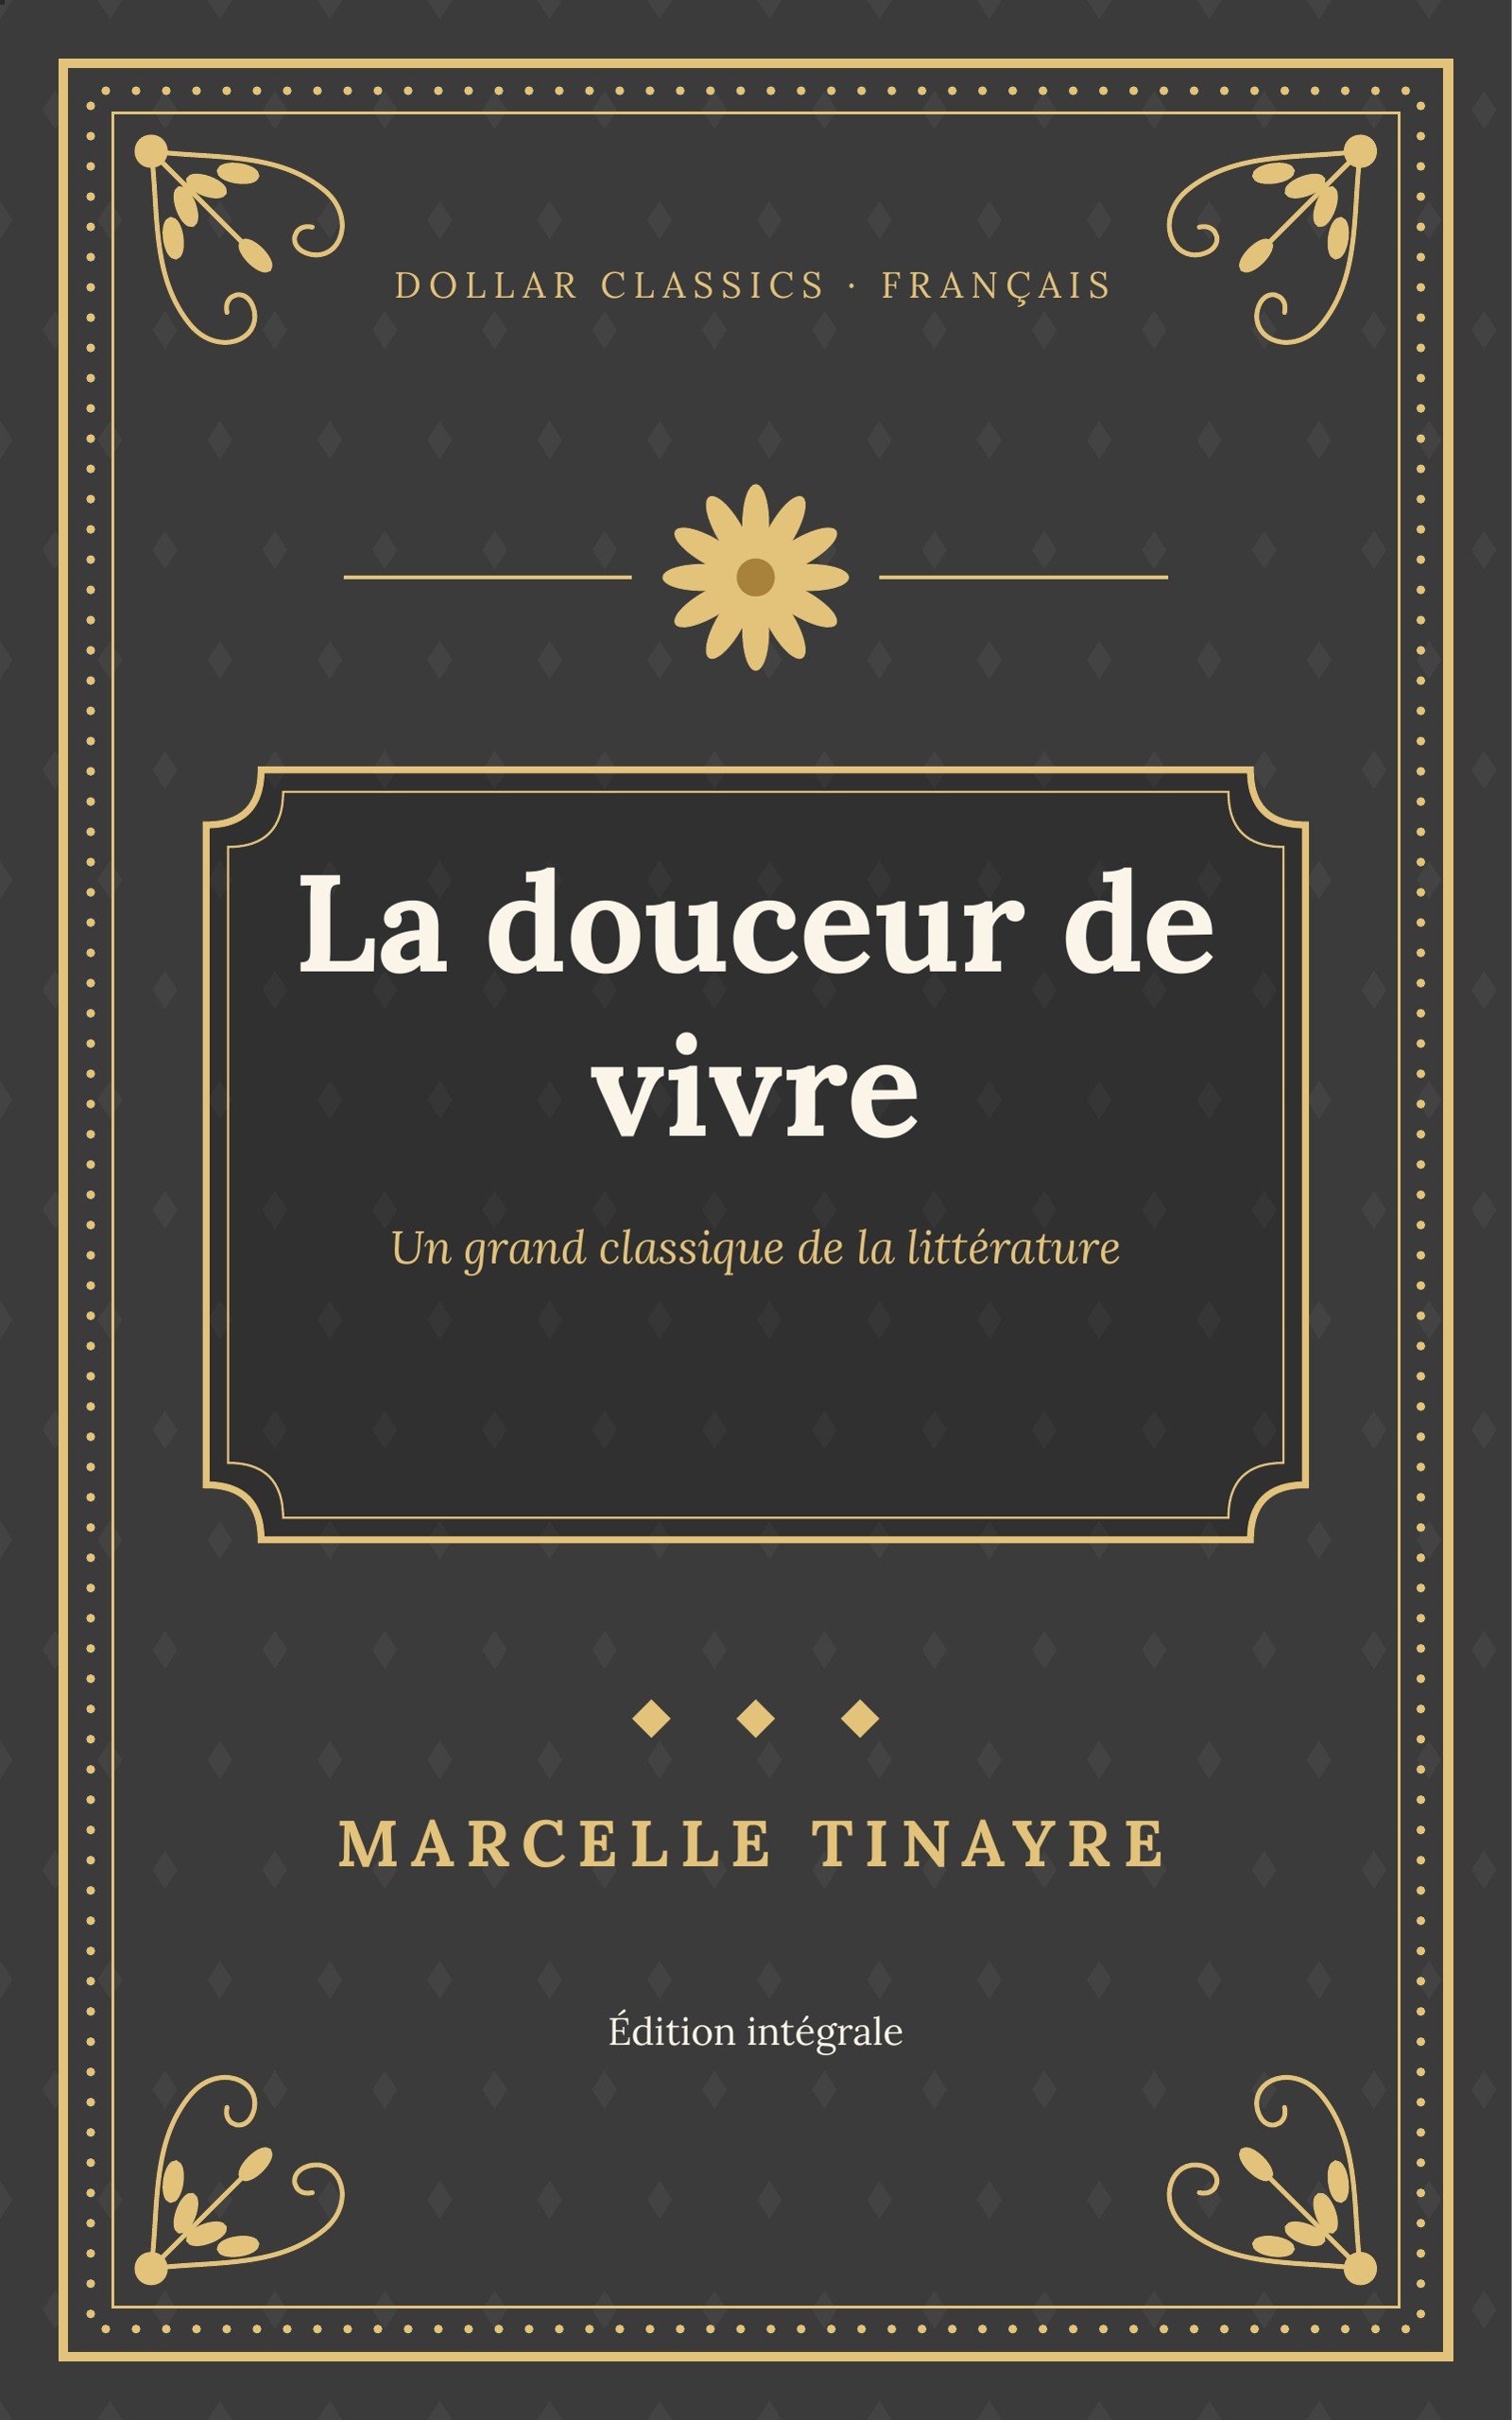 DOLLAR CLASSICS · FRANÇAIS
La douceur de
vivre
Un grand classique de la littérature
MARCELLE TINAYRE
Édition intégrale